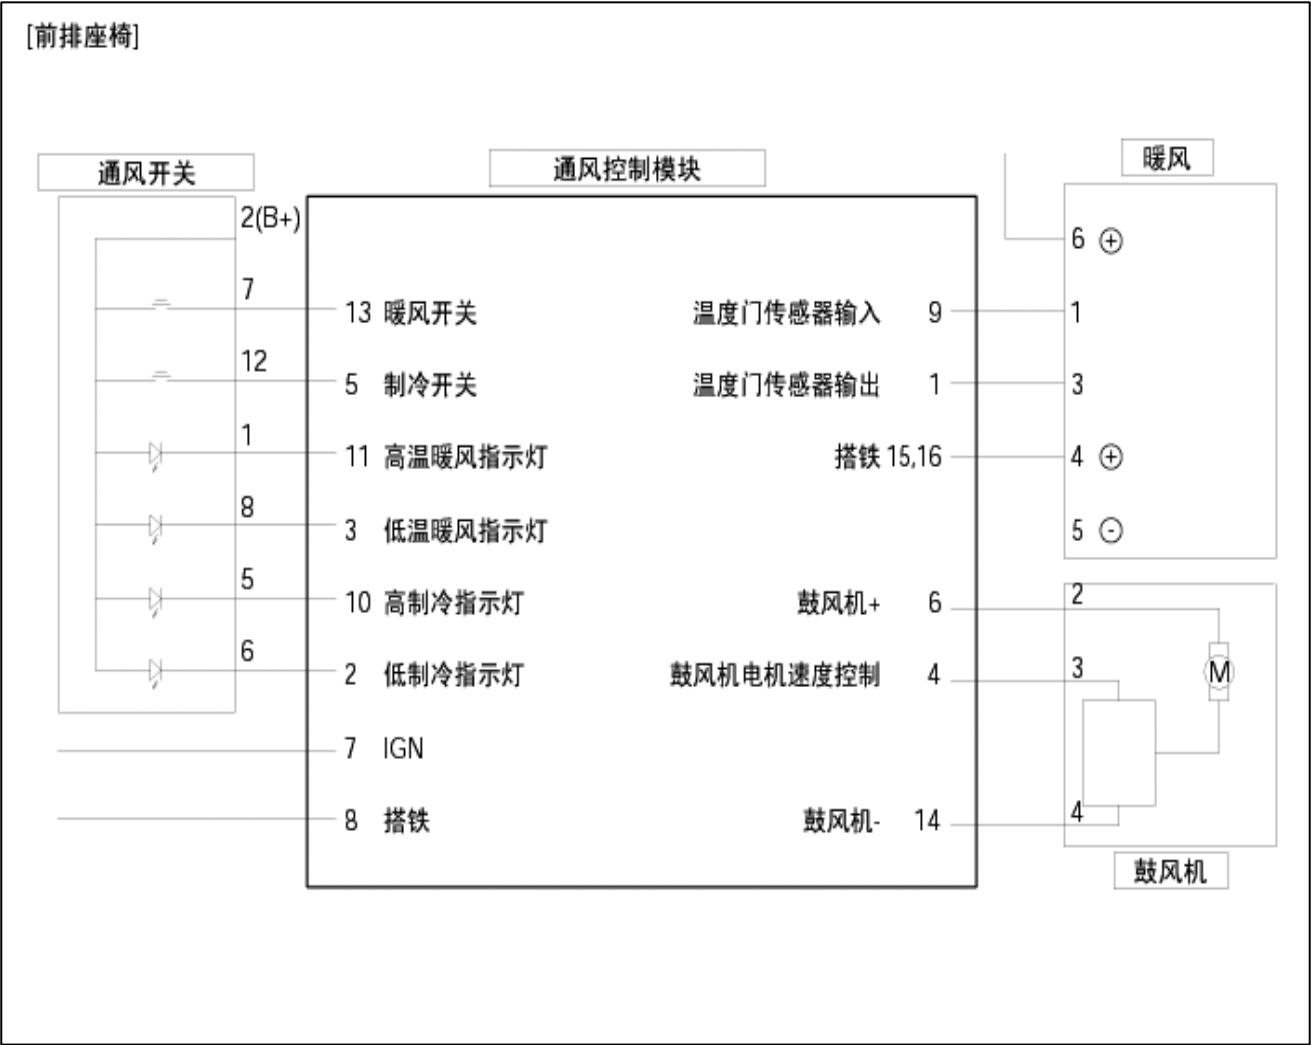 [前排座椅]
通风开关
通风控制模块
暖风
2(B+)
6 ⊕
7
13 暖风开关
温度门传感器输入 9
1
12
5 制冷开关
温度门传感器输出 1
3
1
11 高温暖风指示灯
搭铁 15,16
4 ⊕
8
3 低温暖风指示灯
5 ⊖
5
10 高制冷指示灯
鼓风机+ 6
2
6
2 低制冷指示灯
鼓风机电机速度控制 4
3
M
7 IGN
8 搭铁
鼓风机- 14
4
鼓风机